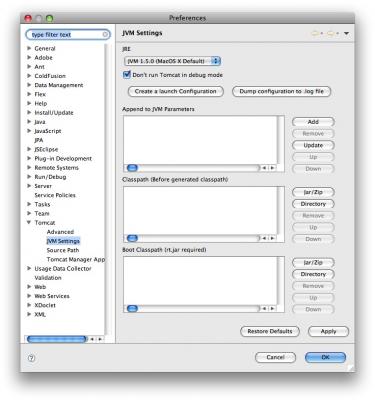 Preferences
type filter text
General
Adobe
Ant
ColdFusion
Data Management
Flex
Help
Install/Update
Java
JavaScript
JPA
JSEclipse
Plug-in Development
Remote Systems
Run/Debug
Server
Service Policies
Tasks
Team
Tomcat
Advanced
JVM Settings
Source Path
Tomcat Manager App
Usage Data Collector
Validation
Web
Web Services
XDoclet
XML
JVM Settings
JRE
JVM 1.5.0 (MacOS X Default)
Don't run Tomcat in debug mode
Create a launch Configuration
Dump configuration to .log file
Append to JVM Parameters
Add
Remove
Update
Up
Down
Classpath (Before generated classpath)
Jar/Zip
Directory
Remove
Up
Down
Boot Classpath (rt.jar required)
Jar/Zip
Directory
Remove
Up
Down
Restore Defaults
Apply
?
Cancel
OK